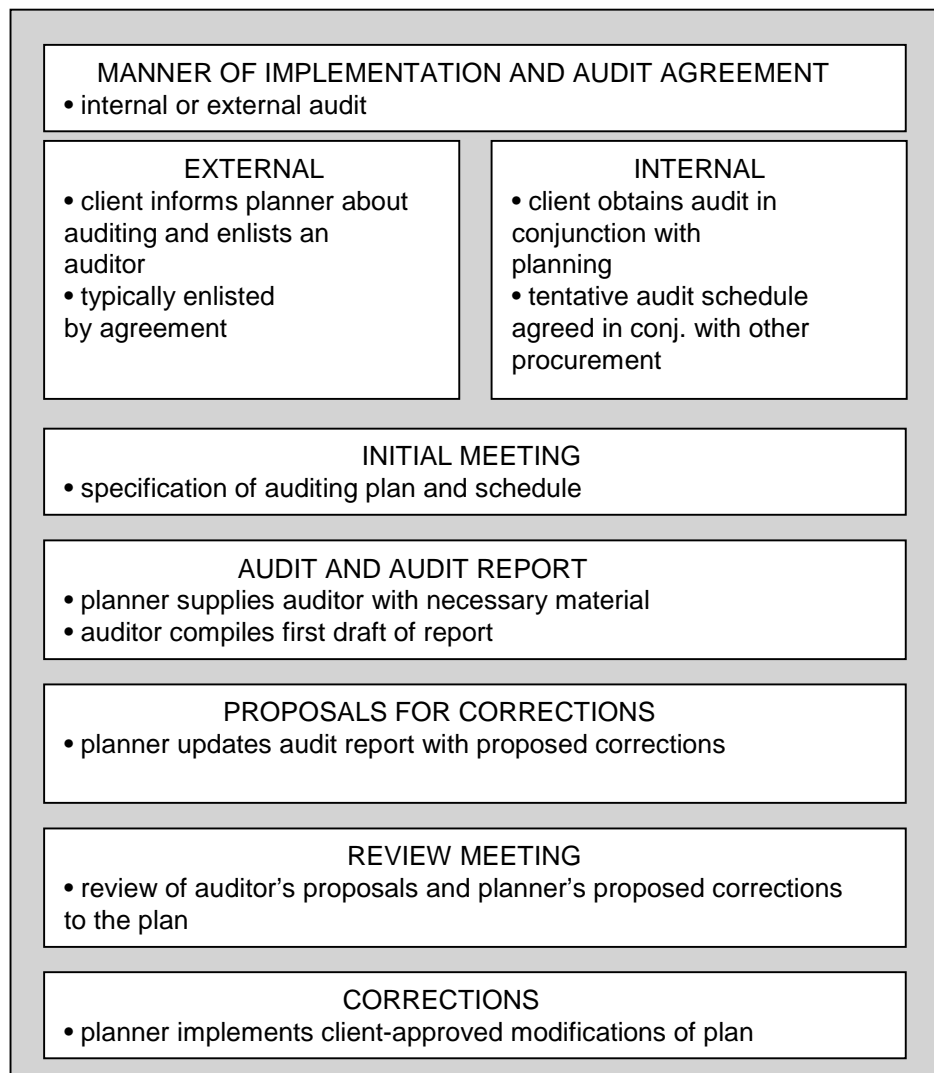 MANNER OF IMPLEMENTATION AND AUDIT AGREEMENT
• internal or external audit
EXTERNAL
• client informs planner about
auditing and enlists an
auditor
• typically enlisted
by agreement
INTERNAL
• client obtains audit in
conjunction with
planning
• tentative audit schedule
agreed in conj. with other
procurement
INITIAL MEETING
• specification of auditing plan and schedule
AUDIT AND AUDIT REPORT
• planner supplies auditor with necessary material
• auditor compiles first draft of report
PROPOSALS FOR CORRECTIONS
• planner updates audit report with proposed corrections
REVIEW MEETING
• review of auditor’s proposals and planner’s proposed corrections
to the plan
CORRECTIONS
• planner implements client-approved modifications of plan